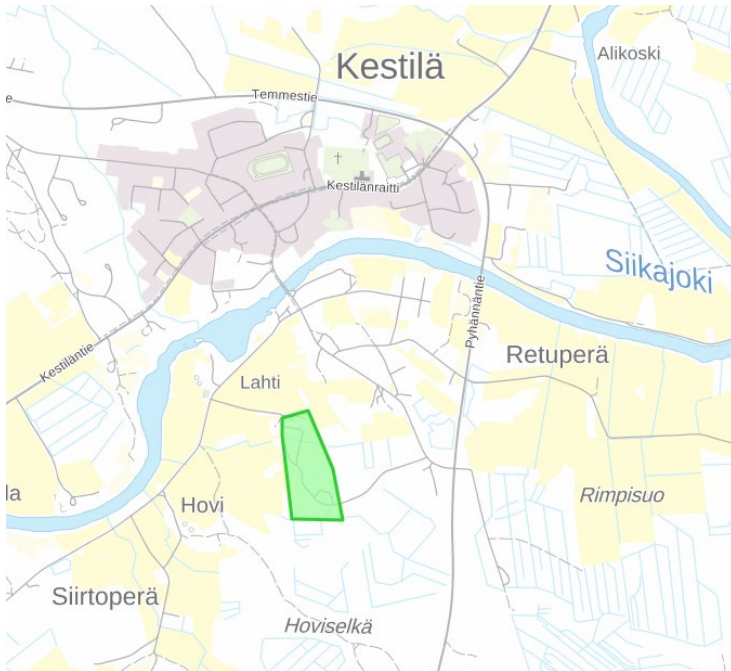 Kestilä
Alikoski
Temmestie
e
Kestilänraitti
Siikajoki
Pyhännäntie
Retuperä
Kestiläntie
Lahti
la
Hovi
Rimpisuo
Siirtoperä
Hoviselkä